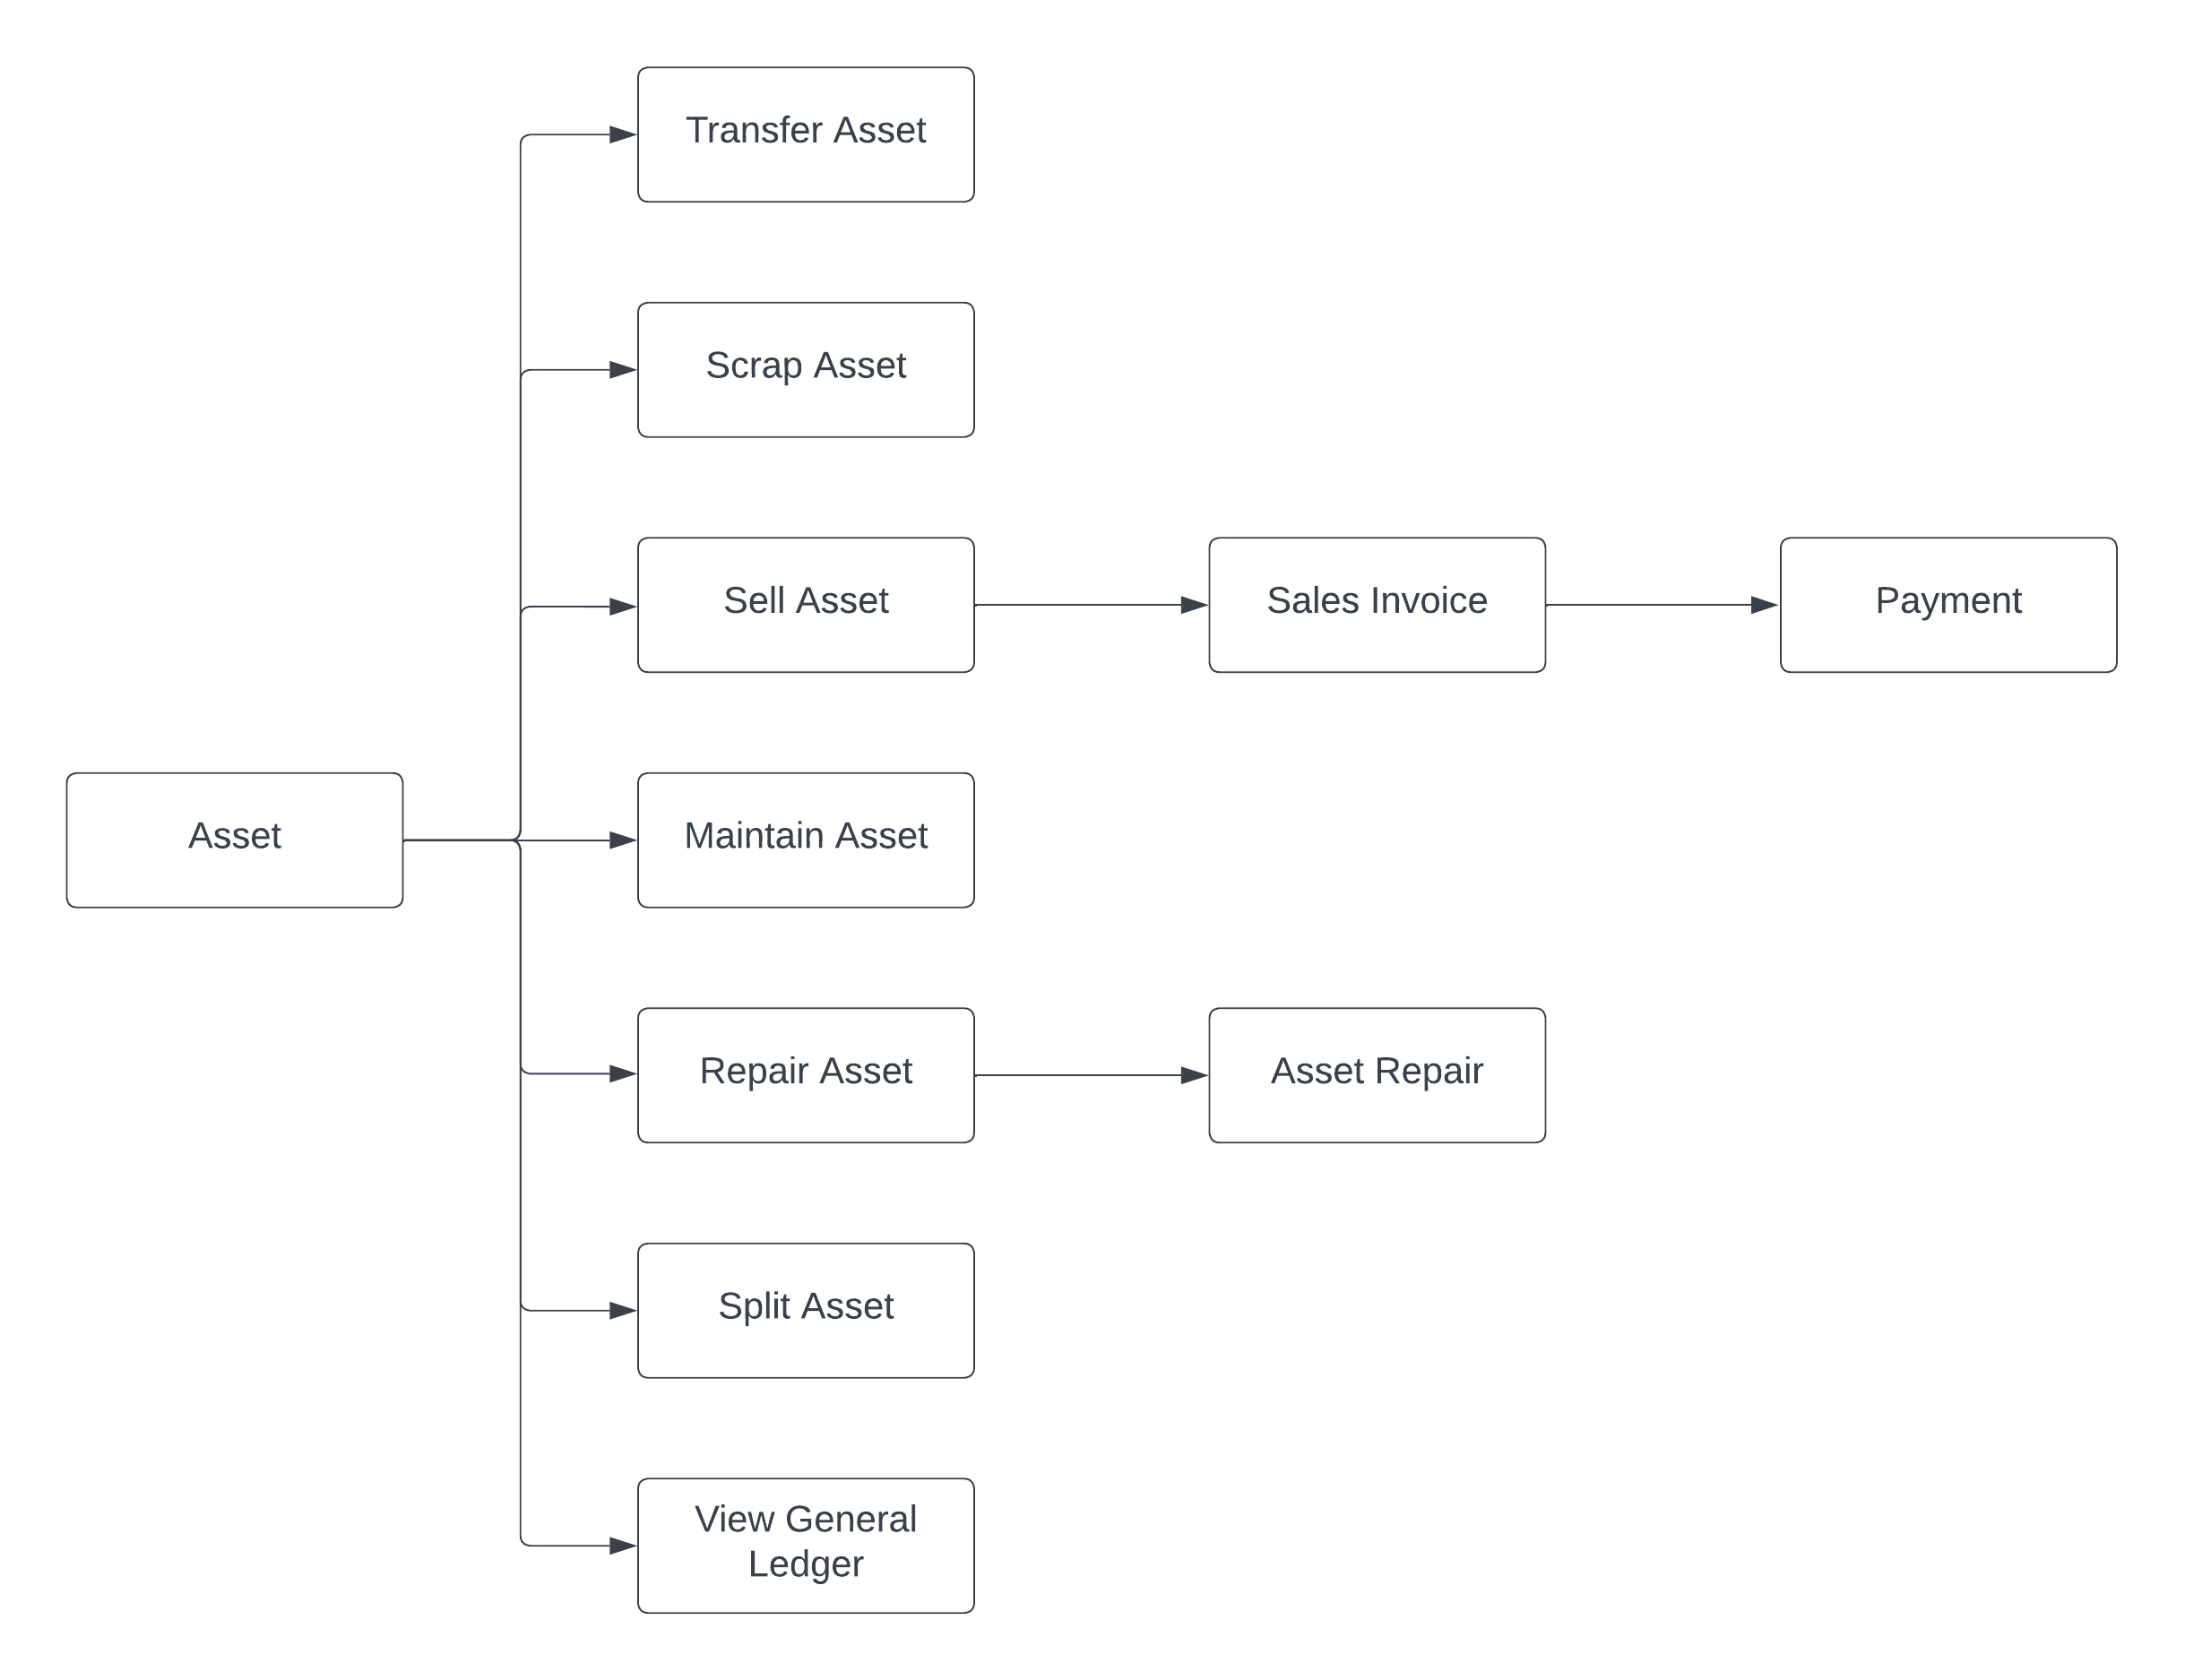 Transfer Asset
Scrap Asset
Sell Asset
Sales Invoice
Payment
Asset
Maintain Asset
Repair Asset
Asset Repair
Split Asset
View General
Ledger